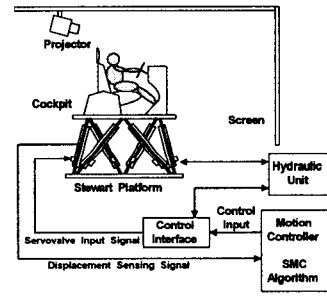 Projector
Cockpit
Screen
Stewart Platform
Hydraulic
Unit
Control
Interface
Control
Input
Motion
Controller
SMC
Algorithm
Servovalve Input Signal
Displacement Sensing Signal